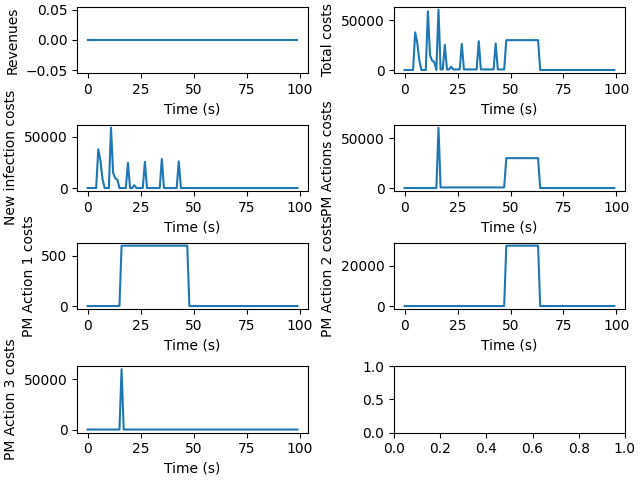 Revenues
0.05
0.00
−0.05
0 25 50 75 100
Time (s)
Total costs
50000
0
0 25 50 75 100
Time (s)
New infection costs
50000
0
0 25 50 75 100
Time (s)
PM Actions costs
50000
0
0 25 50 75 100
Time (s)
PM Action 1 costs
500
0
0 25 50 75 100
Time (s)
PM Action 2 costs
20000
0
0 25 50 75 100
Time (s)
PM Action 3 costs
50000
0
0 25 50 75 100
Time (s)
1.0
0.5
0.0
0.0 0.2 0.4 0.6 0.8 1.0